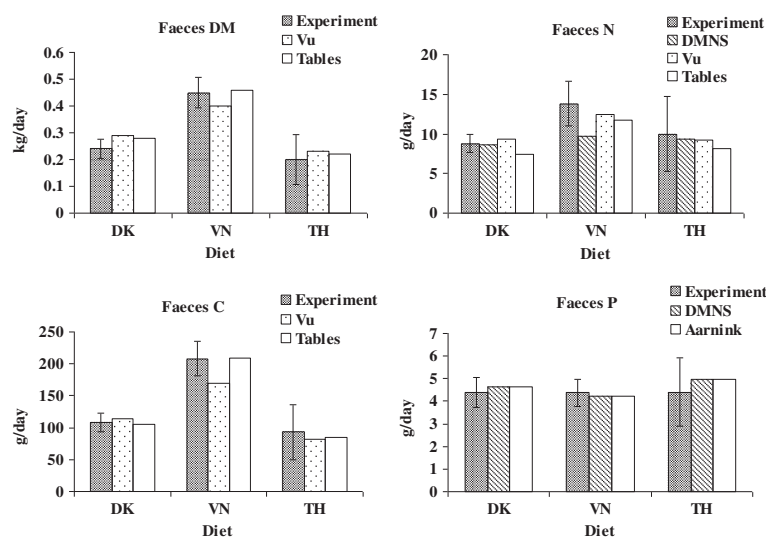 Faeces DM
Experiment
Vu
Tables
0.6
0.5
0.4
0.3
0.2
0.1
0
kg/day
DK
VN
TH
Diet
Faeces N
Experiment
DMNS
Vu
Tables
20
15
10
5
0
g/day
DK
VN
TH
Diet
Faeces C
Experiment
Vu
Tables
250
200
150
100
50
0
g/day
DK
VN
TH
Diet
Faeces P
Experiment
DMNS
Aarnink
7
6
5
4
3
2
1
0
g/day
DK
VN
TH
Diet